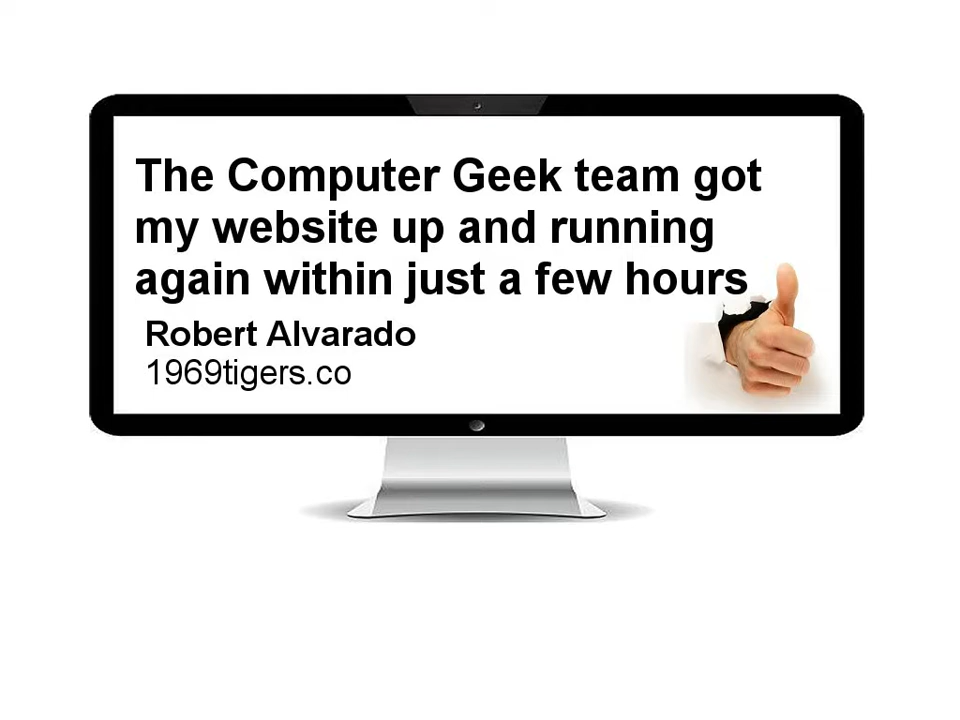 The Computer Geek team got
my website up and running
again within just a few hours
Robert Alvarado
1969tigers.co